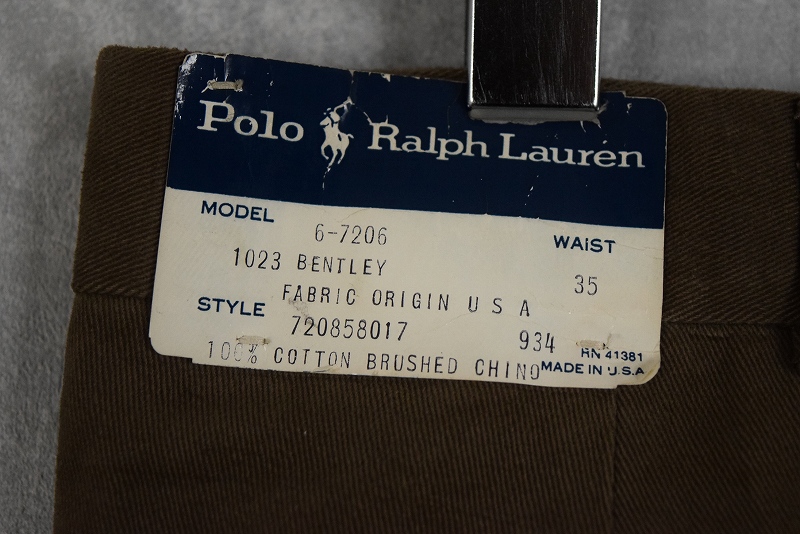 Polo Ralph Lauren
MODEL 6-7206 WAIST
1023 BENTLEY 35
FABRIC ORIGIN U S A
STYLE 720858017 934 RN 41381
100% COTTON BRUSHED CHINO MADE IN U.S.A